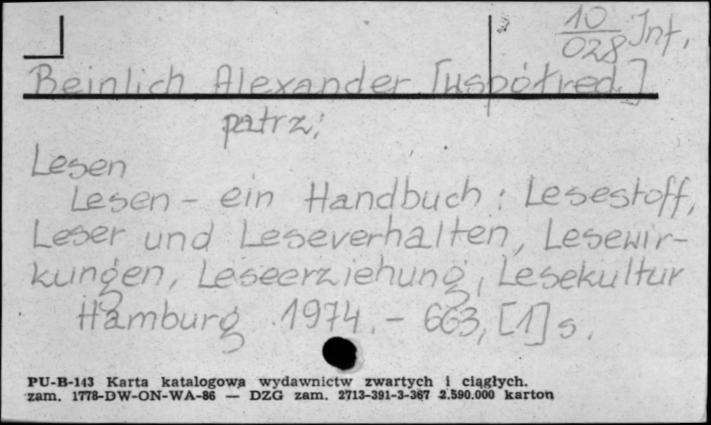 10
028 Inf.
Beinlich Alexander [współred.]
patrz:
Lesen
Lesen - ein Handbuch : Lesestoff,
Leser und Leseverhalten, Lesewir-
kungen, Leseerziehung, Lesekultur
Hamburg 1974. - 663, [1] s.
PU-B-143 Karta katalogowa wydawnictw zwartych i ciągłych.
zam. 1778-DW-ON-WA-86 — DZG zam. 2713-391-3-367 2.590.000 karton